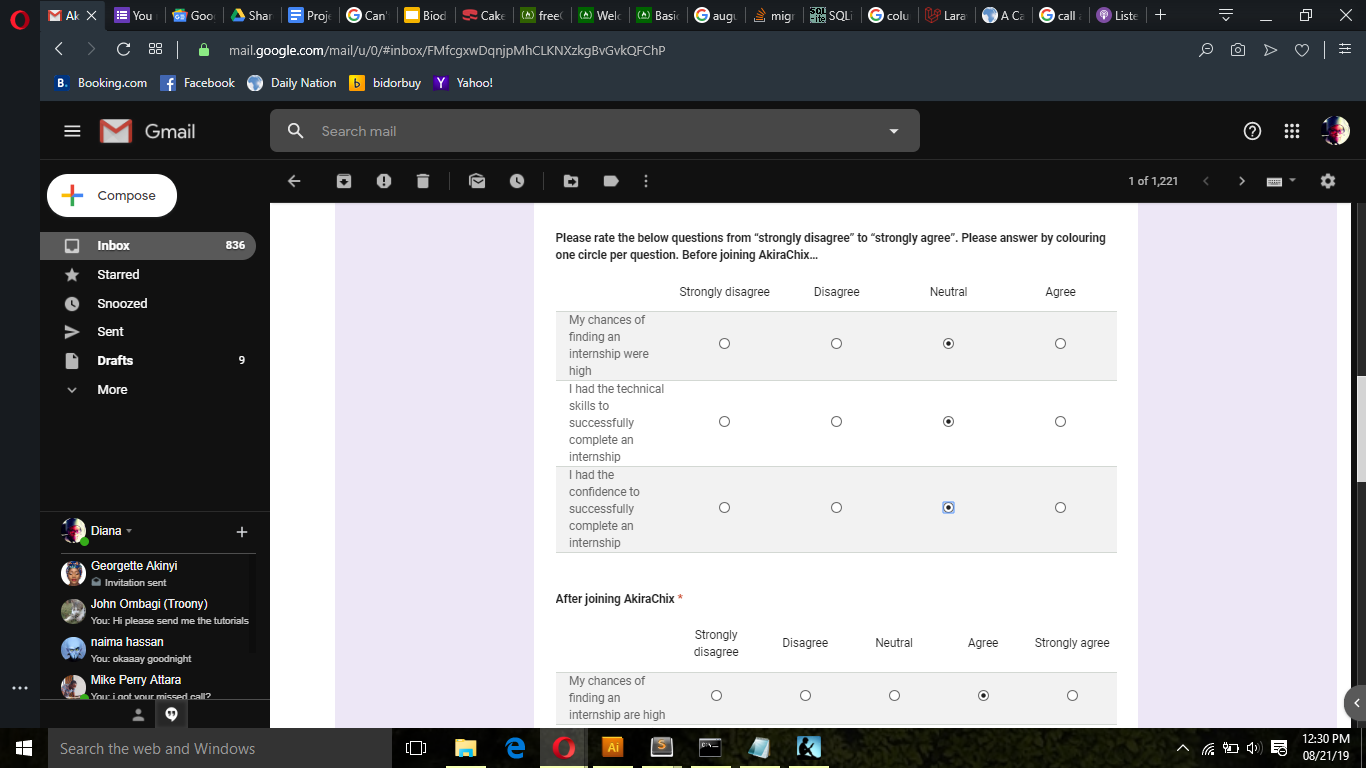 Ak
You
Goo
Shar
Proje
Can'
Biod
Cake
free
Welc
Basic
augu
migr
SQLi
colu
Lara
A Ca
call
Liste
mail.google.com/mail/u/0/#inbox/FMfcgxwDqnjpMhCLKNXzkgBvGvkQFChP
Booking.com
Facebook
Daily Nation
bidorbuy
Yahoo!
Gmail
Search mail
Compose
1 of 1,221
Inbox 836
Starred
Snoozed
Sent
Drafts 9
More
Please rate the below questions from “strongly disagree” to “strongly agree”. Please answer by colouring
one circle per question. Before joining AkiraChix...
Strongly disagree Disagree Neutral Agree
My chances of
finding an
internship were
high
I had the technical
skills to
successfully
complete an
internship
I had the
confidence to
successfully
complete an
internship
After joining AkiraChix *
Strongly
disagree
Disagree Neutral Agree Strongly agree
My chances of
finding an
internship are high
Diana
Georgette Akinyi
Invitation sent
John Ombagi (Troony)
You: Hi please send me the tutorials
naima hassan
You: okaaay goodnight
Mike Perry Attara
You: i got your missed call?
Search the web and Windows
Ai
12:30 PM
08/21/19